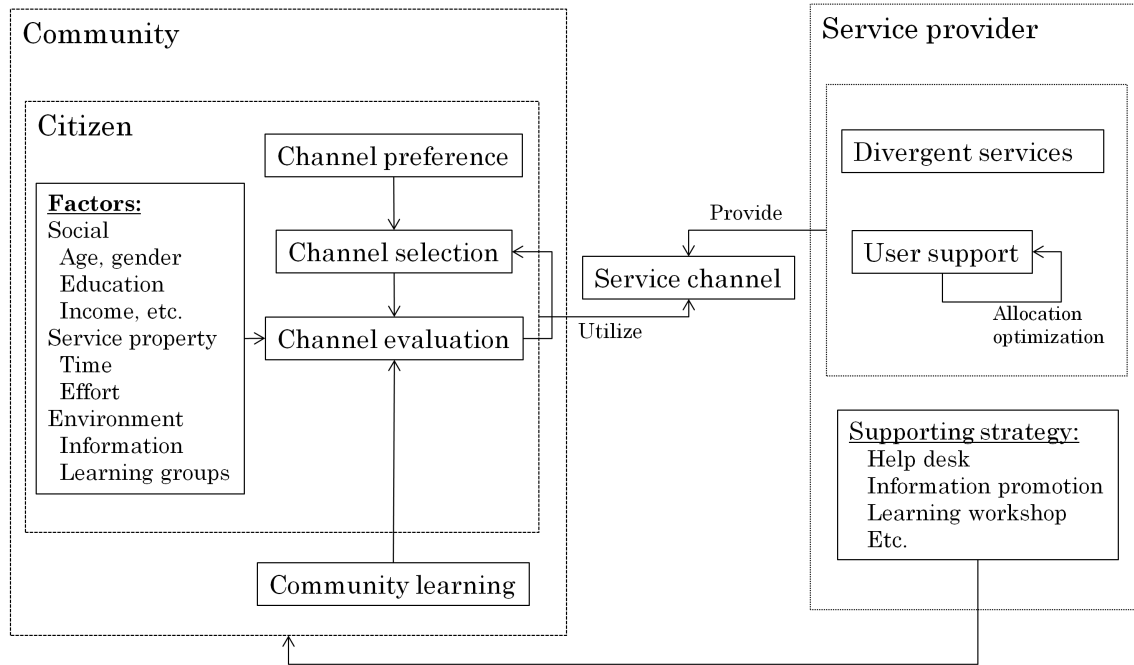 Community
Citizen
Channel preference
Factors:
Social
Age, gender
Education
Income, etc.
Service property
Time
Effort
Environment
Information
Learning groups
Channel selection
Channel evaluation
Community learning
Provide
Service channel
Utilize
Service provider
Divergent services
User support
Allocation
optimization
Supporting strategy:
Help desk
Information promotion
Learning workshop
Etc.